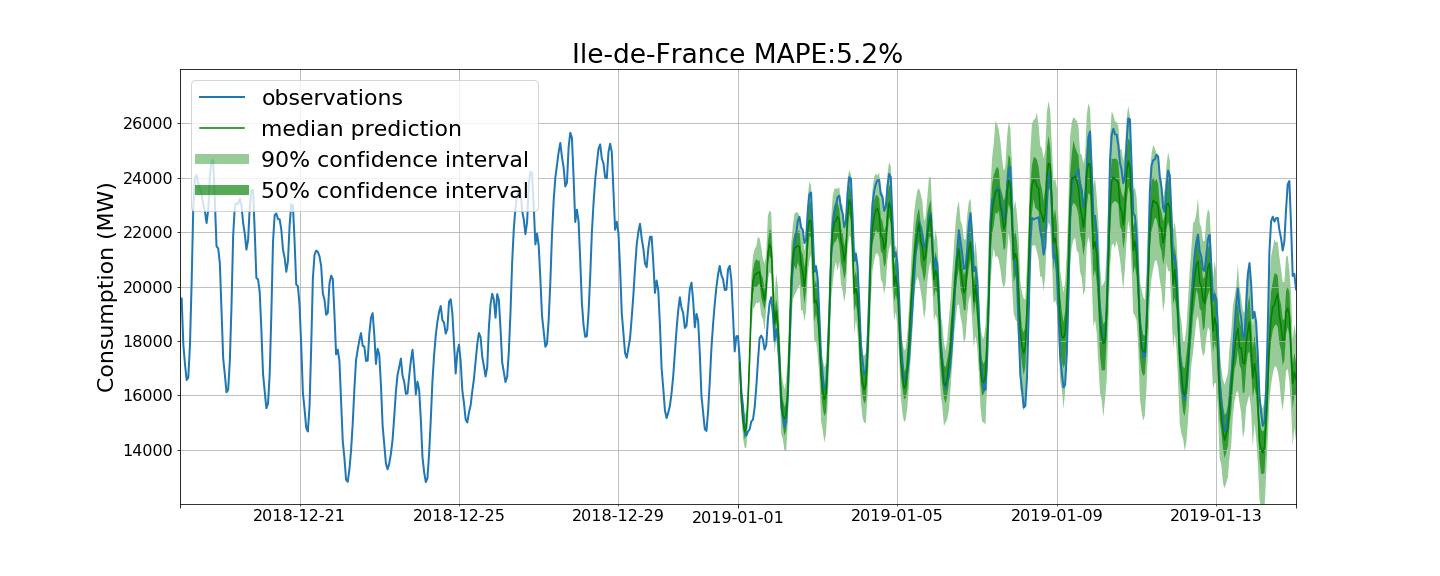 Ile-de-France MAPE:5.2%
observations
median prediction
90% confidence interval
50% confidence interval
Consumption (MW)
26000
24000
22000
20000
18000
16000
14000
2018-12-21
2018-12-25
2018-12-29
2019-01-01
2019-01-05
2019-01-09
2019-01-13